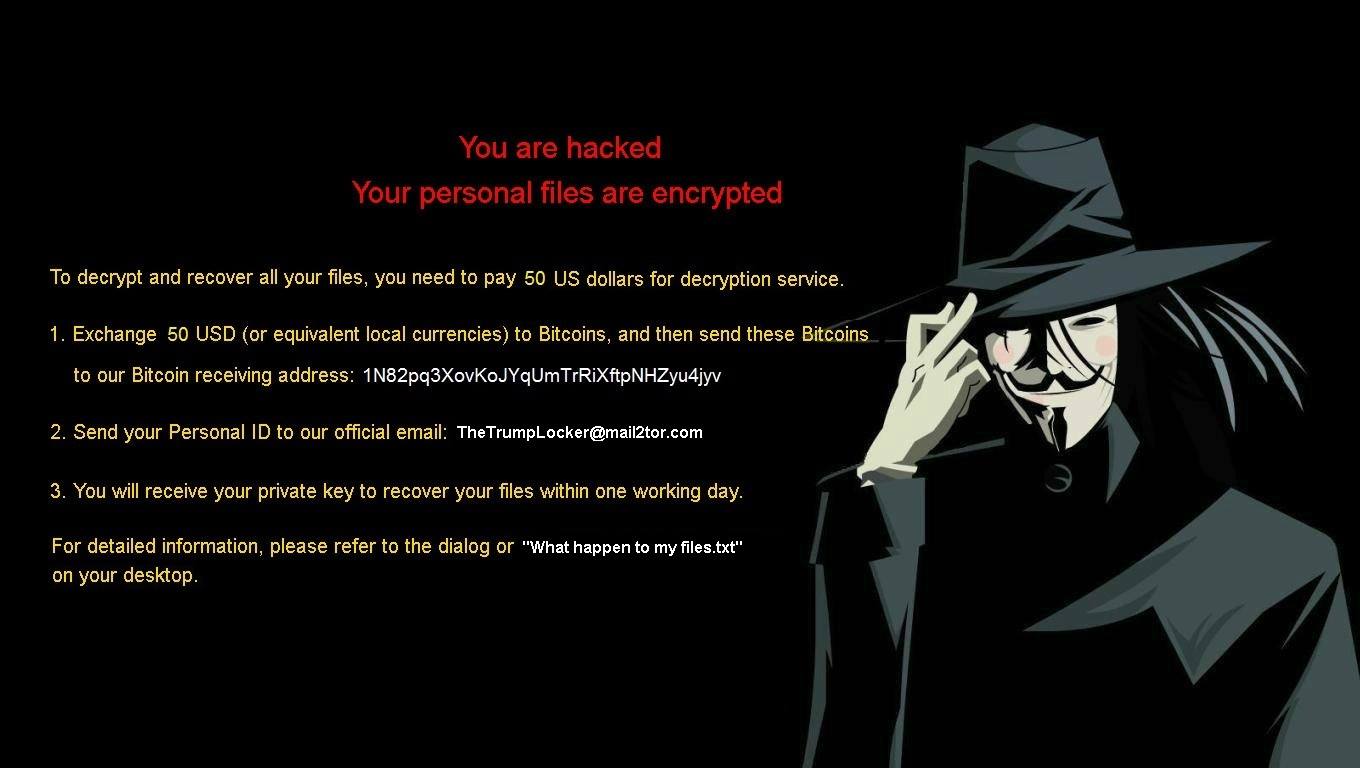 You are hacked
Your personal files are encrypted
To decrypt and recover all your files, you need to pay 50 US dollars for decryption service.
1. Exchange 50 USD (or equivalent local currencies) to Bitcoins, and then send these Bitcoins
to our Bitcoin receiving address: 1N82pq3XovKoJYqUmTrRiXftpNHZyu4jyv
2. Send your Personal ID to our official email: TheTrumpLocker@mail2tor.com
3. You will receive your private key to recover your files within one working day.
For detailed information, please refer to the dialog or "What happen to my files.txt"
on your desktop.